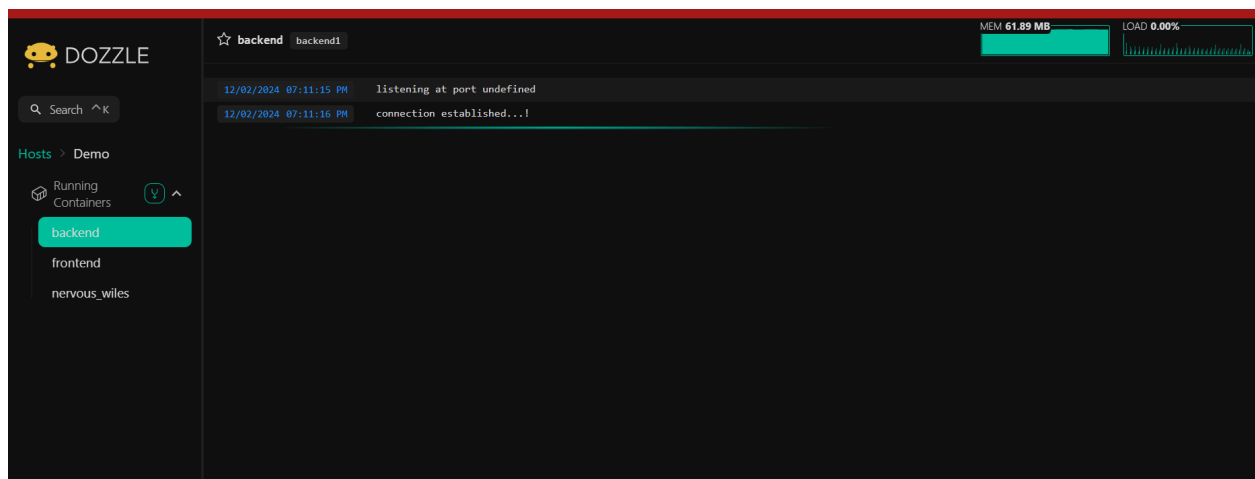 DOZZLE
Search ^K
Hosts > Demo
Running
Containers
backend
frontend
nervous_wiles
backend backend1
MEM 61.89 MB
LOAD 0.00%
12/02/2024 07:11:15 PM listening at port undefined
12/02/2024 07:11:16 PM connection established...!